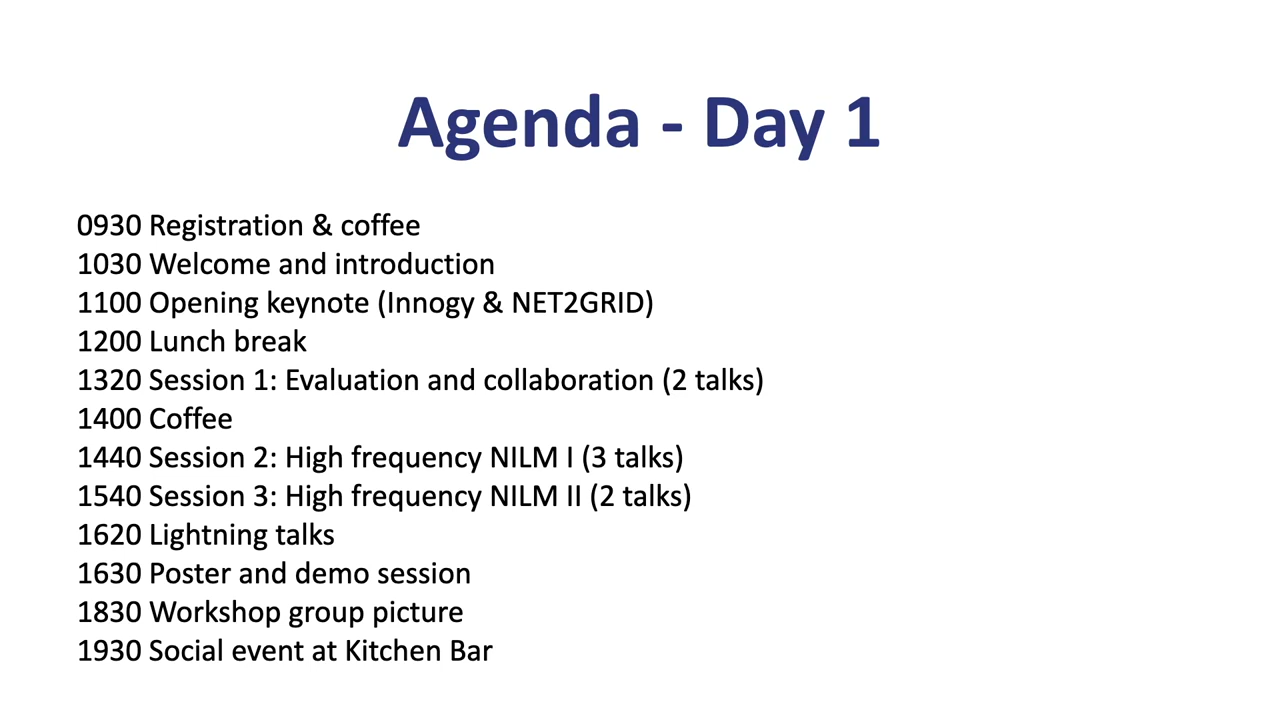 Agenda - Day 1
0930 Registration & coffee
1030 Welcome and introduction
1100 Opening keynote (Innogy & NET2GRID)
1200 Lunch break
1320 Session 1: Evaluation and collaboration (2 talks)
1400 Coffee
1440 Session 2: High frequency NILM I (3 talks)
1540 Session 3: High frequency NILM II (2 talks)
1620 Lightning talks
1630 Poster and demo session
1830 Workshop group picture
1930 Social event at Kitchen Bar